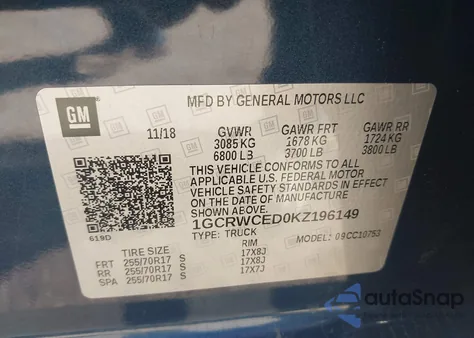 GM
MFD BY GENERAL MOTORS LLC
11/18 GVWR GAWR FRT GAWR RR
3085 KG 1678 KG 1724 KG
6800 LB 3700 LB 3800 LB
THIS VEHICLE CONFORMS TO ALL
APPLICABLE U.S. FEDERAL MOTOR
VEHICLE SAFETY STANDARDS IN EFFECT
ON THE DATE OF MANUFACTURE
SHOWN ABOVE.
1GCRWCED0KZ196149
619D
TYPE: TRUCK MODEL: 09CC10753
TIRE SIZE RIM
FRT 255/70R17 S 17X8J
RR 255/70R17 S 17X8J
SPA 255/70R17 S 17X7J
autoSnap